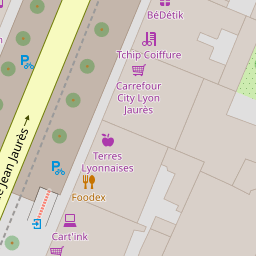 BéDétik
Tchip Coiffure
Carrefour
City Lyon
Jaurès
Jean Jaurès →
Terres
Lyonnaises
Foodex
Cart'ink